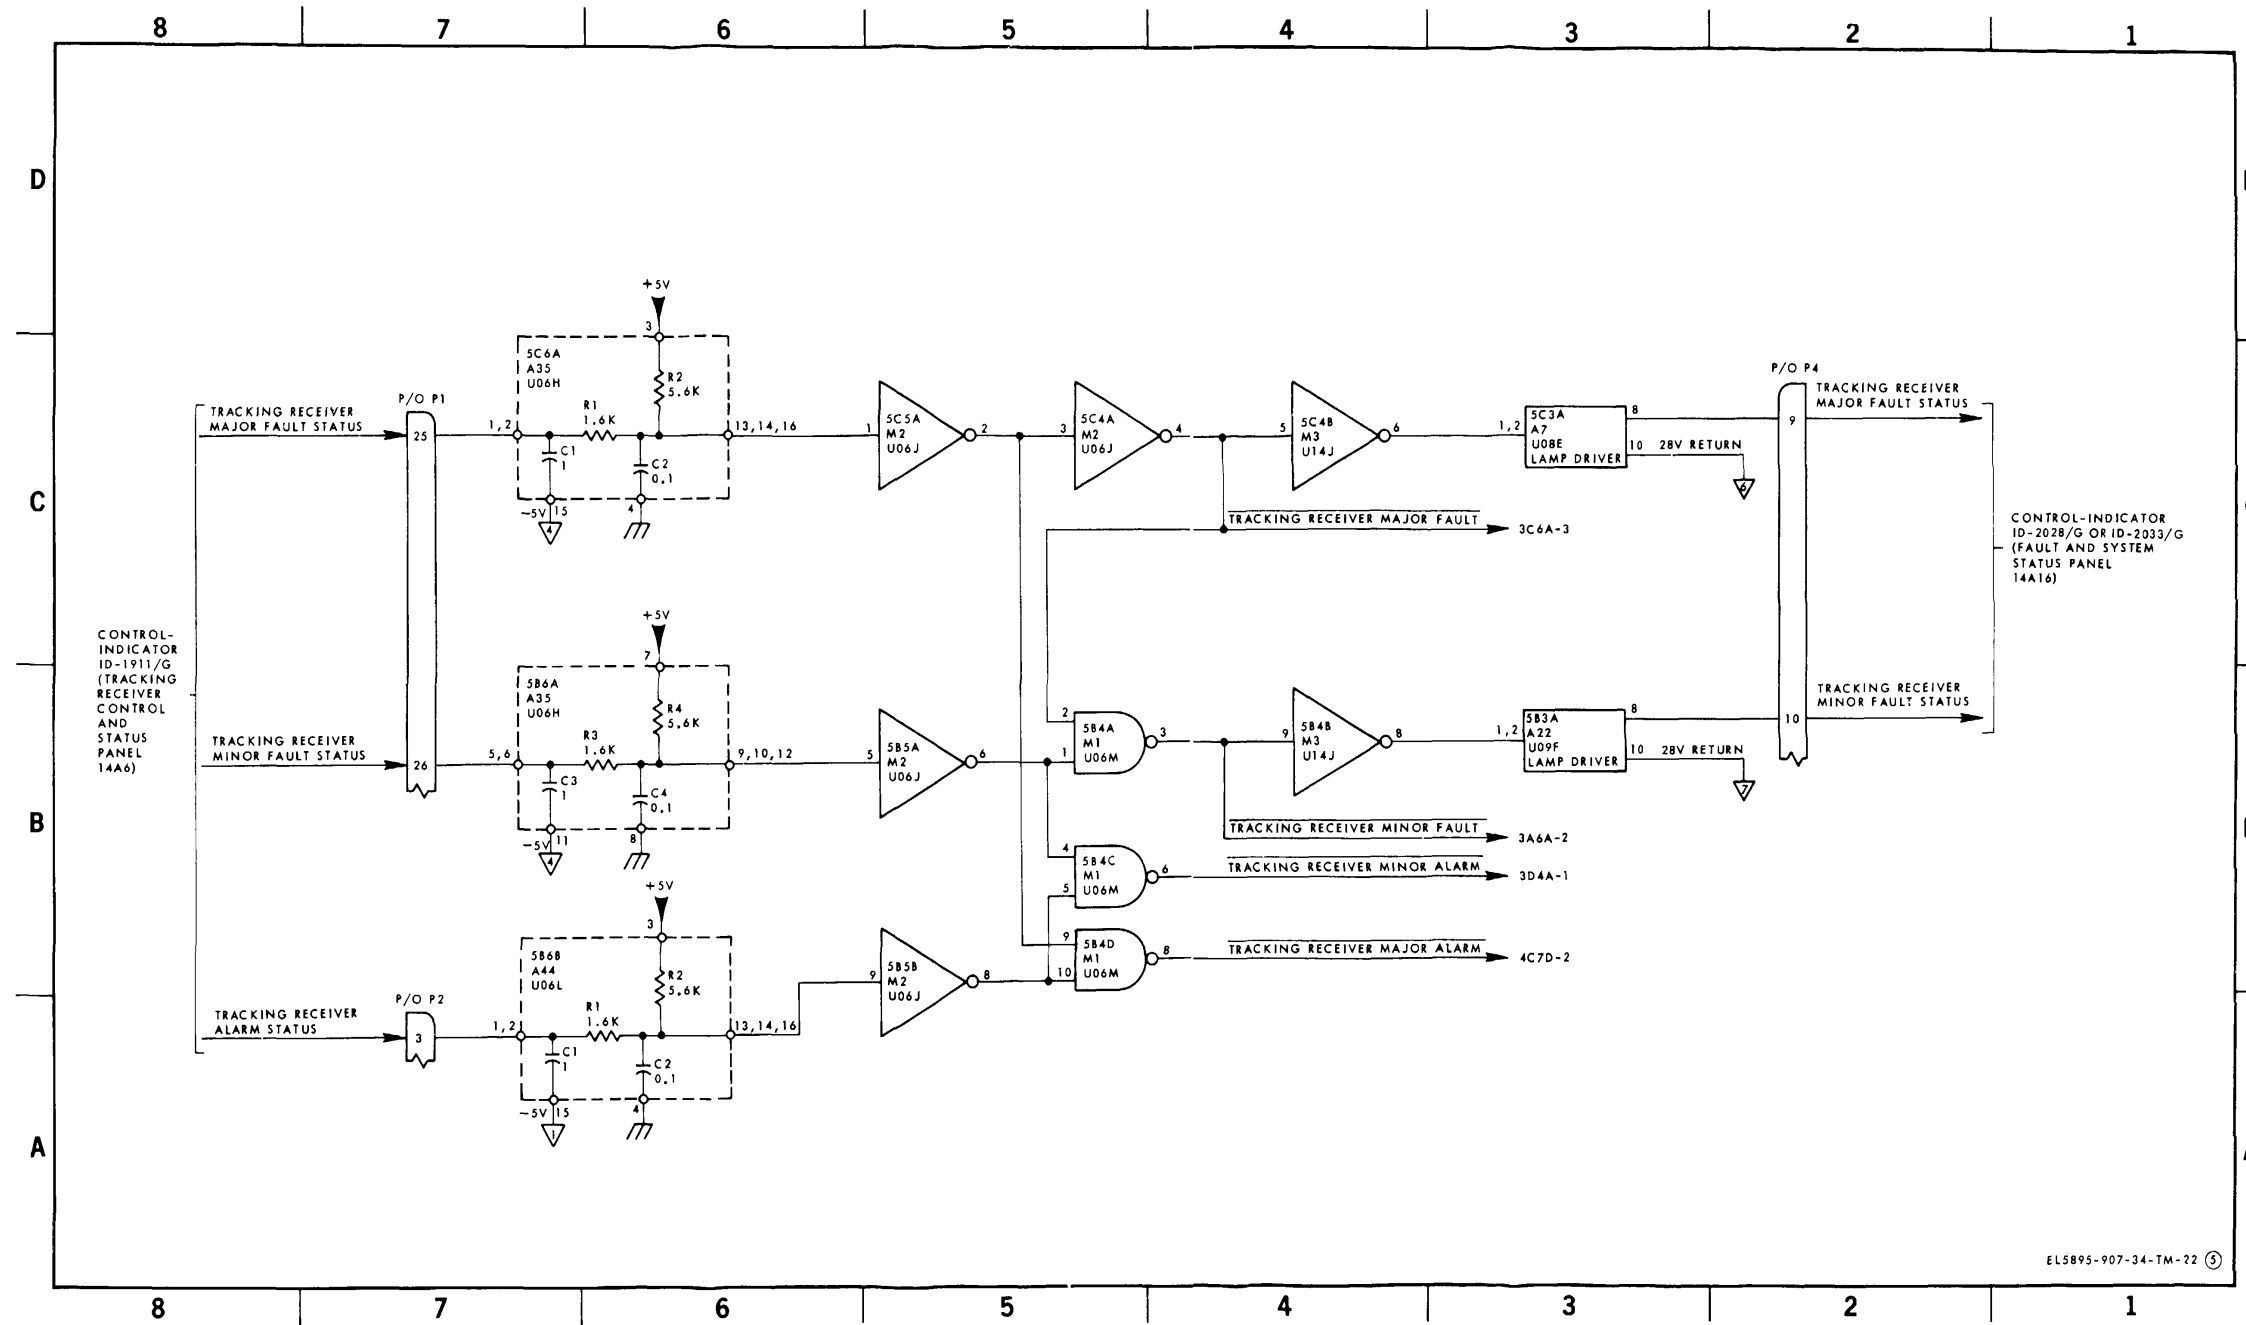 8 7 6 5 4 3 2 1
D
C
B
A
CONTROL-
INDICATOR
ID-1911/G
(TRACKING
RECEIVER
CONTROL
AND
STATUS
PANEL
14A6)
TRACKING RECEIVER
MAJOR FAULT STATUS
P/O P1
25
1,2
5C6A
A35
U06H
+5V
3
R2
5.6K
R1
1.6K
C1
1
C2
0.1
-5V 15
4
4
13,14,16
1
5C5A
M2
U06J
2
3
5C4A
M2
U06J
4
5
5C4B
M3
U14J
6
1,2
5C3A
A7
U08E
LAMP DRIVER
8
10 28V RETURN
6
P/O P4
9
TRACKING RECEIVER
MAJOR FAULT STATUS
TRACKING RECEIVER MAJOR FAULT
3C6A-3
CONTROL-INDICATOR
ID-2028/G OR ID-2033/G
(FAULT AND SYSTEM
STATUS PANEL
14A16)
TRACKING RECEIVER
MINOR FAULT STATUS
26
5,6
+5V
7
5B6A
A35
U06H
R4
5.6K
R3
1.6K
C3
1
C4
0.1
-5V 11
4
8
9,10,12
5
5B5A
M2
U06J
6
2
1
5B4A
M1
U06M
3
9
5B4B
M3
U14J
8
1,2
5B3A
A22
U09F
LAMP DRIVER
8
10 28V RETURN
7
10
TRACKING RECEIVER
MINOR FAULT STATUS
TRACKING RECEIVER MINOR FAULT
3A6A-2
4
5
5B4C
M1
U06M
6
TRACKING RECEIVER MINOR ALARM
3D4A-1
9
10
5B4D
M1
U06M
8
TRACKING RECEIVER MAJOR ALARM
4C7D-2
TRACKING RECEIVER
ALARM STATUS
P/O P2
3
1,2
+5V
3
5B6B
A44
U06L
R2
5.6K
R1
1.6K
C1
1
C2
0.1
-5V 15
1
4
13,14,16
9
5B5B
M2
U06J
8
EL5895-907-34-TM-22 5
8 7 6 5 4 3 2 1